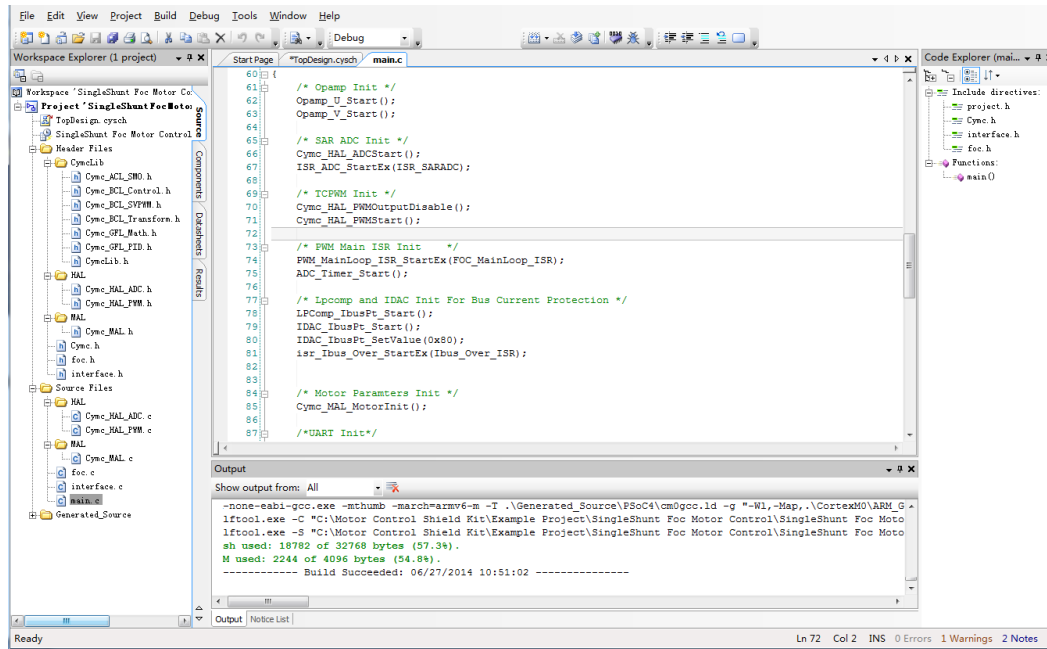 File Edit View Project Build Debug Tools Window Help
Debug
Workspace Explorer (1 project)
Workspace 'SingleShunt Foc Motor Co:
Project 'SingleShuntFocMoto:
TopDesign.cysch
SingleShunt Foc Motor Control
Header Files
CymcLib
Cymc_ACL_SMO.h
Cymc_BCL_Control.h
Cymc_BCL_SVPWM.h
Cymc_BCL_Transform.h
Cymc_GFL_Math.h
Cymc_GFL_PID.h
CymcLib.h
HAL
Cymc_HAL_ADC.h
Cymc_HAL_PWM.h
MAL
Cymc_MAL.h
Cymc.h
foc.h
interface.h
Source Files
HAL
Cymc_HAL_ADC.c
Cymc_HAL_PWM.c
MAL
Cymc_MAL.c
foc.c
interface.c
main.c
Generated_Source
Source
Components
Datasheets
Results
Start Page *TopDesign.cysch main.c
60 {
61 /* Opamp Init */
62 Opamp_U_Start();
63 Opamp_V_Start();
64
65 /* SAR ADC Init */
66 Cymc_HAL_ADCStart();
67 ISR_ADC_StartEx(ISR_SARADC);
68
69 /* TCPWM Init */
70 Cymc_HAL_PWMOutputDisable();
71 Cymc_HAL_PWMStart();
72
73 /* PWM Main ISR Init */
74 PWM_MainLoop_ISR_StartEx(FOC_MainLoop_ISR);
75 ADC_Timer_Start();
76
77 /* Lpcomp and IDAC Init For Bus Current Protection */
78 LPComp_IbusPt_Start();
79 IDAC_IbusPt_Start();
80 IDAC_IbusPt_SetValue(0x80);
81 isr_Ibus_Over_StartEx(Ibus_Over_ISR);
82
83
84 /* Motor Paramters Init */
85 Cymc_MAL_MotorInit();
86
87 /*UART Init*/
Code Explorer (mai...
Include directives:
project.h
Cymc.h
interface.h
foc.h
Functions:
main()
Output
Show output from: All
-none-eabi-gcc.exe -mthumb -march=armv6-m -T .\Generated_Source\PSoC4\cm0gcc.ld -g "-Wl,-Map,.\CortexM0\ARM_G
lftool.exe -C "C:\Motor Control Shield Kit\Example Project\SingleShunt Foc Motor Control\SingleShunt Foc Moto
lftool.exe -S "C:\Motor Control Shield Kit\Example Project\SingleShunt Foc Motor Control\SingleShunt Foc Moto
sh used: 18782 of 32768 bytes (57.3%).
M used: 2244 of 4096 bytes (54.8%).
------------ Build Succeeded: 06/27/2014 10:51:02 ---------------
Output Notice List
Ready
Ln 72 Col 2 INS 0 Errors 1 Warnings 2 Notes